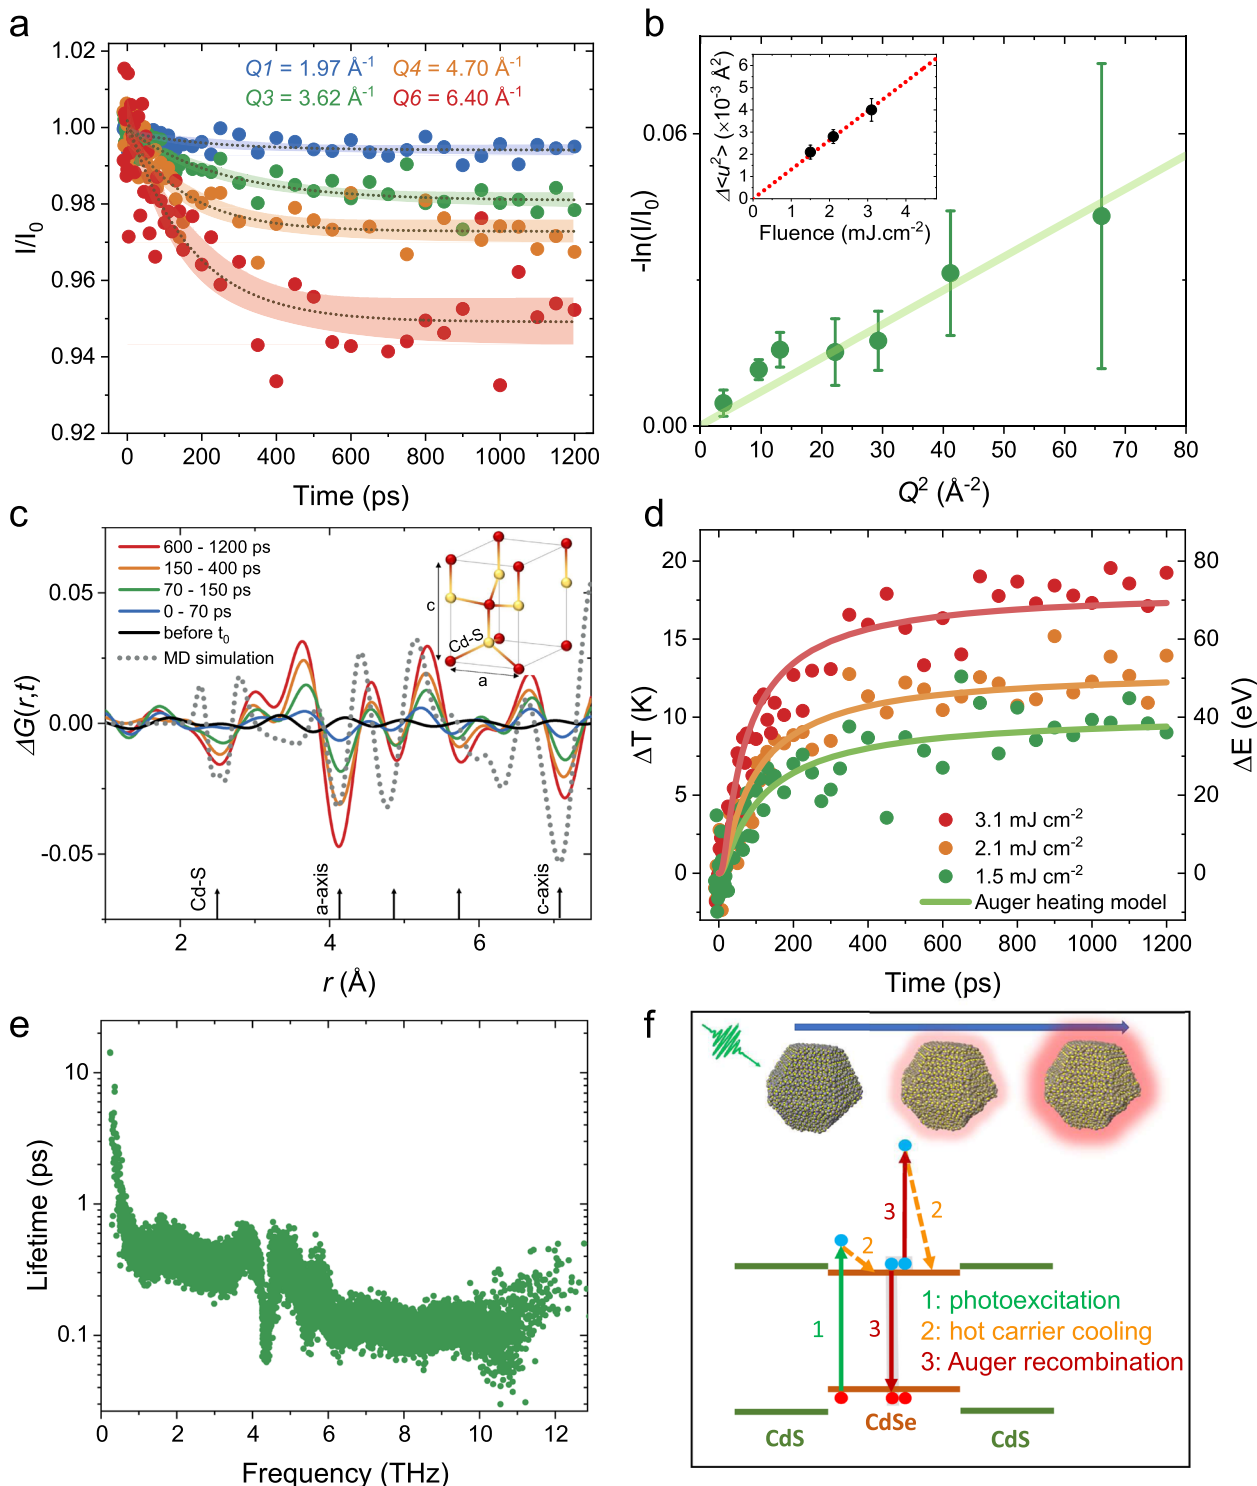 a
1.02
1.00
0.98
0.96
0.94
0.92
I/I0
Q1 = 1.97 Å-1
Q4 = 4.70 Å-1
Q3 = 3.62 Å-1
Q6 = 6.40 Å-1
0 200 400 600 800 1000 1200
Time (ps)
b
0.06
0.00
-ln(I/I0)
6
5
4
3
2
1
0
Δ<u2> (×10-3 Å2)
0 1 2 3 4
Fluence (mJ.cm-2)
0 10 20 30 40 50 60 70 80
Q2 (Å-2)
c
0.05
0.00
-0.05
ΔG(r,t)
600 - 1200 ps
150 - 400 ps
70 - 150 ps
0 - 70 ps
before t0
MD simulation
c
Cd-S
a
Cd-S
a-axis
c-axis
2 4 6
r (Å)
d
20
15
10
5
0
ΔT (K)
80
60
40
20
0
ΔE (eV)
3.1 mJ cm-2
2.1 mJ cm-2
1.5 mJ cm-2
Auger heating model
0 200 400 600 800 1000 1200
Time (ps)
e
10
1
0.1
Lifetime (ps)
0 2 4 6 8 10 12
Frequency (THz)
f
3
2
2
1
3
1: photoexcitation
2: hot carrier cooling
3: Auger recombination
CdS
CdSe
CdS